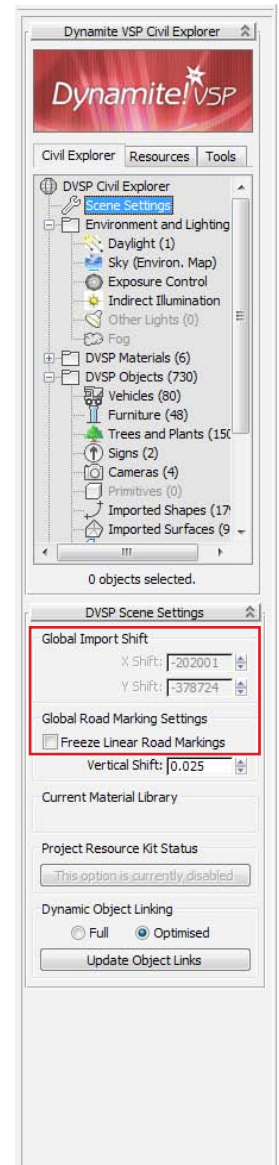 Dynamite VSP Civil Explorer
Dynamite! VSP
Civil Explorer Resources Tools
DVSP Civil Explorer
Scene Settings
Environment and Lighting
Daylight (1)
Sky (Environ. Map)
Exposure Control
Indirect Illumination
Other Lights (0)
Fog
DVSP Materials (6)
DVSP Objects (730)
Vehicles (80)
Furniture (48)
Trees and Plants (150
Signs (2)
Cameras (4)
Primitives (0)
Imported Shapes (17
Imported Surfaces (9
0 objects selected.
DVSP Scene Settings
Global Import Shift
X Shift: -202001
Y Shift: -378724
Global Road Marking Settings
Freeze Linear Road Markings
Vertical Shift: 0.025
Current Material Library
Project Resource Kit Status
This option is currently disabled
Dynamic Object Linking
Full Optimised
Update Object Links